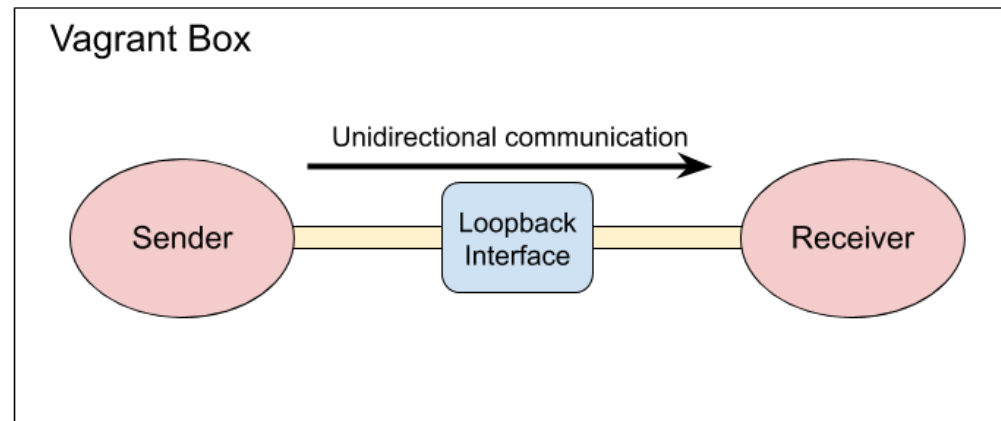 Vagrant Box
Unidirectional communication
Sender
Loopback
Interface
Receiver